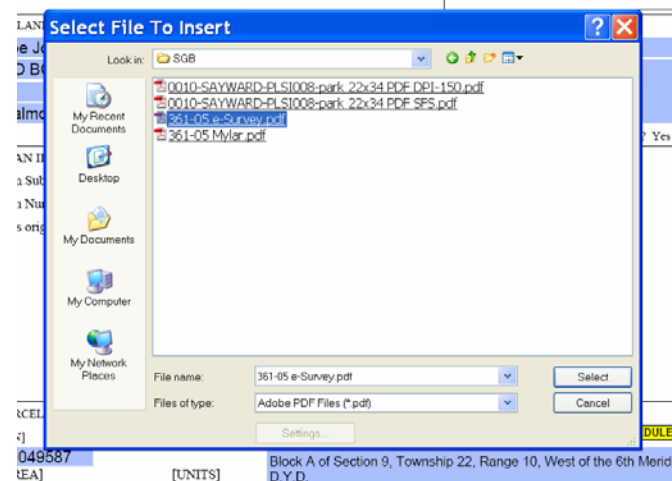 LAN
Select File To Insert
Look in:
SGB
My Recent
Documents
Desktop
My Documents
My Computer
My Network
Places
0010-SAYWARD-PLSI008-park 22x34 PDF DPI-150.pdf
0010-SAYWARD-PLSI008-park 22x34 PDF SFS.pdf
361-05 e-Survey.pdf
361-05 Mylar.pdf
? Yes
File name:
361-05 e-Survey.pdf
Select
Files of type:
Adobe PDF Files (*.pdf)
Cancel
Settings...
RCEL
DULE
049587
Block A of Section 9, Township 22, Range 10, West of the 6th Merid
REA]
[UNITS]
D.Y.D.